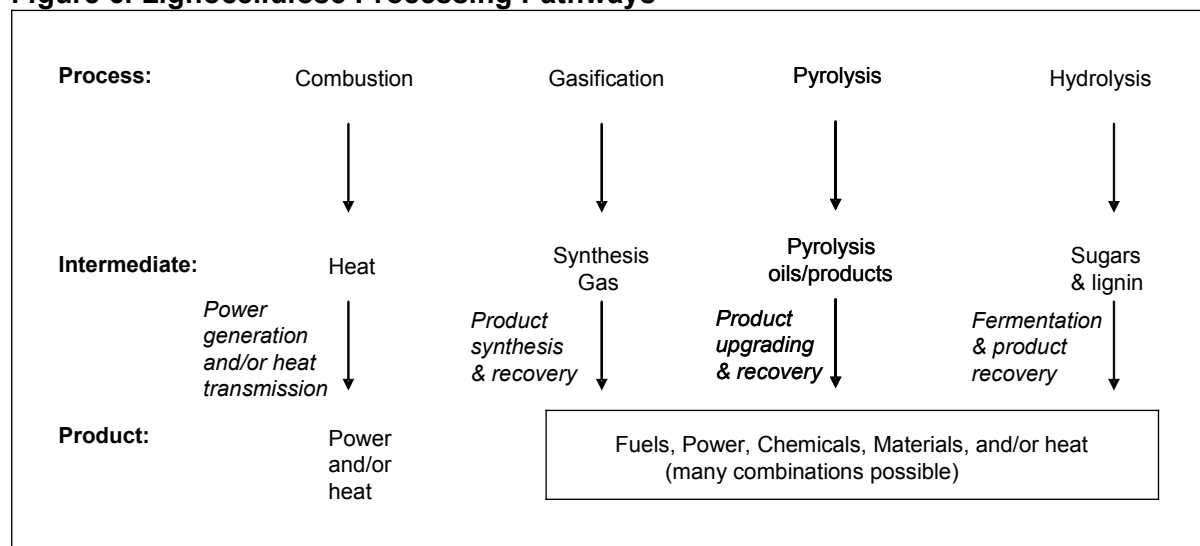 Figure Lignocellulose Processing Pathways
Process: Combustion Gasification Pyrolysis Hydrolysis
Intermediate: Heat
Synthesis
Gas
Pyrolysis
oils/products
Sugars
& lignin
Power
generation
and/or heat
transmission
Product
synthesis
& recovery
Product
upgrading
& recovery
Fermentation
& product
recovery
Product:
Power
and/or
heat
Fuels, Power, Chemicals, Materials, and/or heat
(many combinations possible)